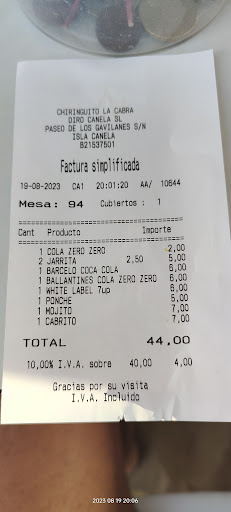 CHIRINGUITO LA CABRA
DIRO CANELA SL
PASEO DE LOS GAVILANES S/N
ISLA CANELA
B21537501
Factura simplificada
19-08-2023 CA1 20:01:20 AA/ 10644
Mesa: 94 Cubiertos : 1
Cant Producto Importe
1 COLA ZERO ZERO 2,00
2 JARRITA 2,50 5,00
1 BARCELO COCA COLA 6,00
1 BALLANTINES COLA ZERO ZERO 6,00
1 WHITE LABEL 7up 6,00
1 PONCHE 5,00
1 MOJITO 7,00
1 CABRITO 7,00
TOTAL 44,00
10,00% I.V.A. sobre 40,00 4,00
Gracias por su visita
I.V.A. Incluido
2023 08 19 20:06